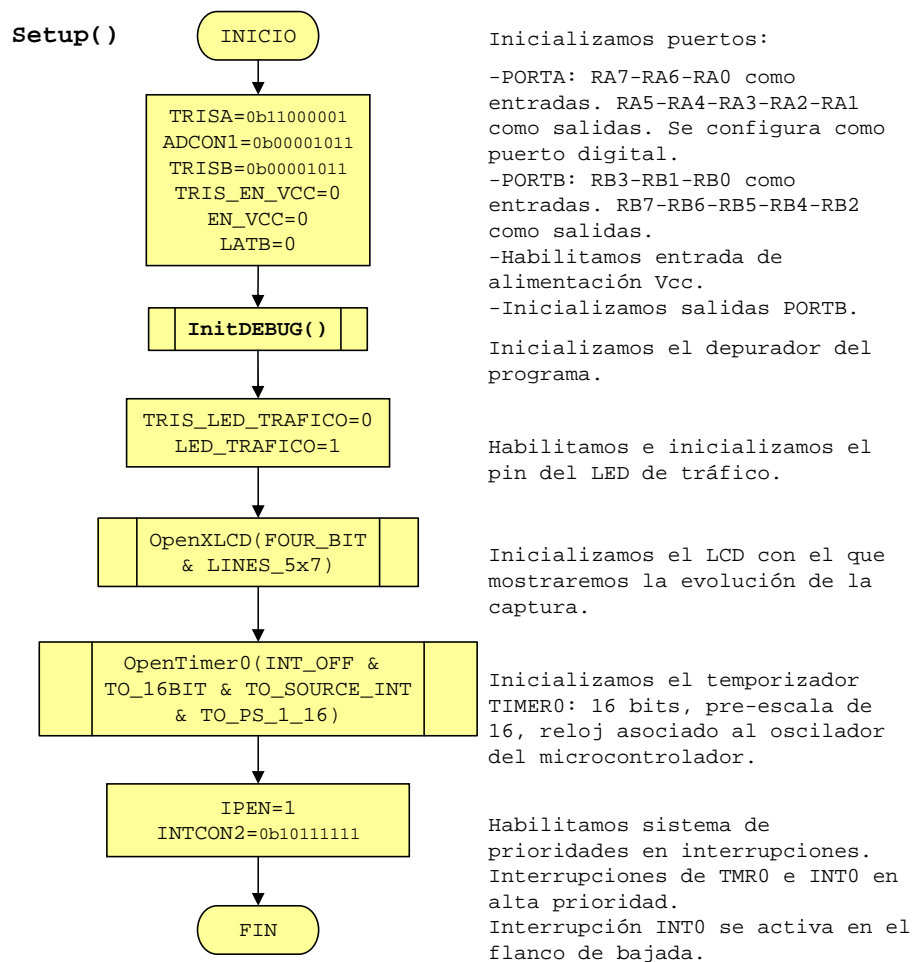 Setup()
INICIO
TRISA=0b11000001
ADCON1=0b00001011
TRISB=0b00001011
TRIS_EN_VCC=0
EN_VCC=0
LATB=0
InitDEBUG()
TRIS_LED_TRAFICO=0
LED_TRAFICO=1
OpenXLCD(FOUR_BIT
& LINES_5x7)
OpenTimer0(INT_OFF &
TO_16BIT & TO_SOURCE_INT
& TO_PS_1_16)
IPEN=1
INTCON2=0b10111111
FIN
Inicializamos puertos:
-PORTA: RA7-RA6-RA0 como
entradas. RA5-RA4-RA3-RA2-RA1
como salidas. Se configura como
puerto digital.
-PORTB: RB3-RB1-RB0 como
entradas. RB7-RB6-RB5-RB4-RB2
como salidas.
-Habilitamos entrada de
alimentación Vcc.
-Inicializamos salidas PORTB.
Inicializamos el depurador del
programa.
Habilitamos e inicializamos el
pin del LED de tráfico.
Inicializamos el LCD con el que
mostraremos la evolución de la
captura.
Inicializamos el temporizador
TIMER0: 16 bits, pre-escala de
16, reloj asociado al oscilador
del microcontrolador.
Habilitamos sistema de
prioridades en interrupciones.
Interrupciones de TMR0 e INT0 en
alta prioridad.
Interrupción INT0 se activa en el
flanco de bajada.